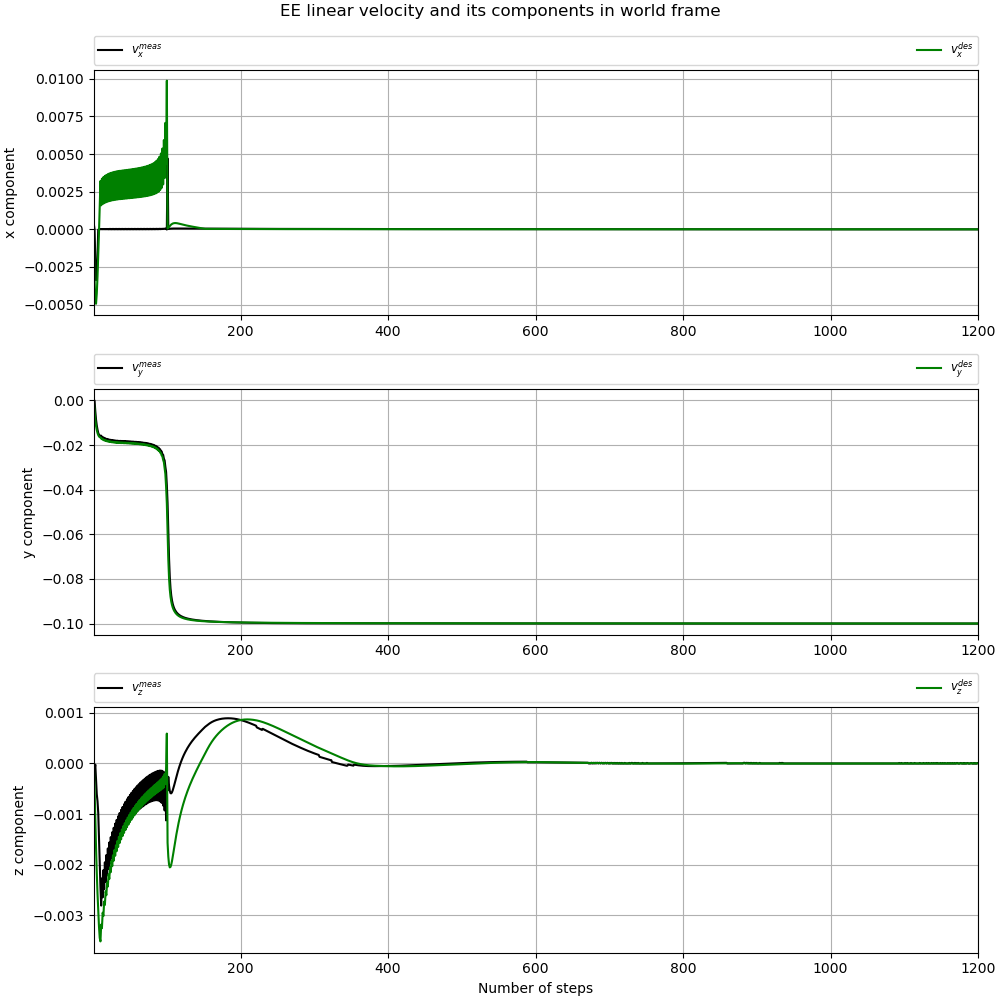 EE linear velocity and its components in world frame
v_x^{meas} v_x^{des}
0.0100
0.0075
0.0050
0.0025
0.0000
−0.0025
−0.0050
x component
200 400 600 800 1000 1200
v_y^{meas} v_y^{des}
0.00
−0.02
−0.04
−0.06
−0.08
−0.10
y component
200 400 600 800 1000 1200
v_z^{meas} v_z^{des}
0.001
0.000
−0.001
−0.002
−0.003
z component
200 400 600 800 1000 1200
Number of steps